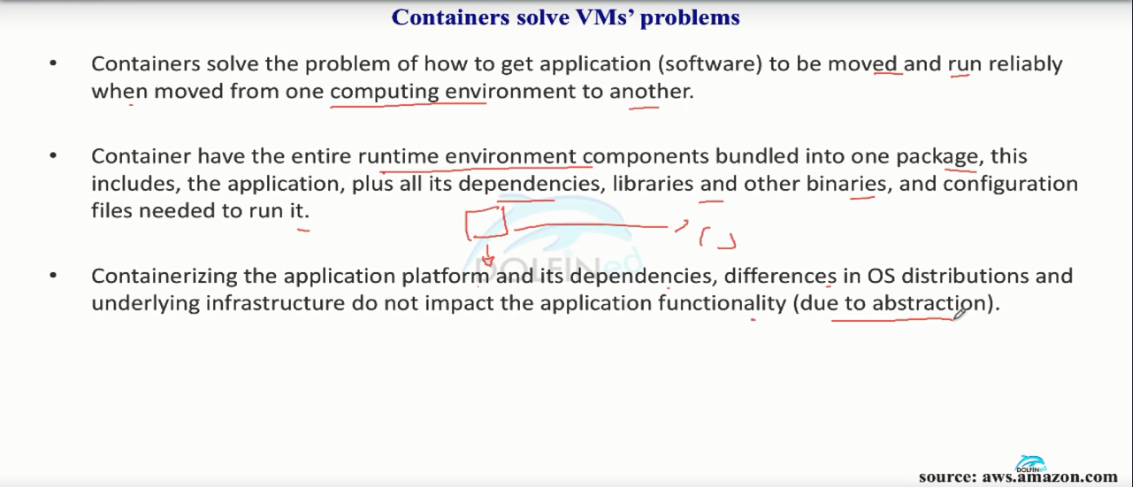 Containers solve VMs' problems
• Containers solve the problem of how to get application (software) to be moved and run reliably
when moved from one computing environment to another.
• Container have the entire runtime environment components bundled into one package, this
includes, the application, plus all its dependencies, libraries and other binaries, and configuration
files needed to run it.
DOLFINed
• Containerizing the application platform and its dependencies, differences in OS distributions and
underlying infrastructure do not impact the application functionality (due to abstraction).
DOLFINed
source: aws.amazon.com